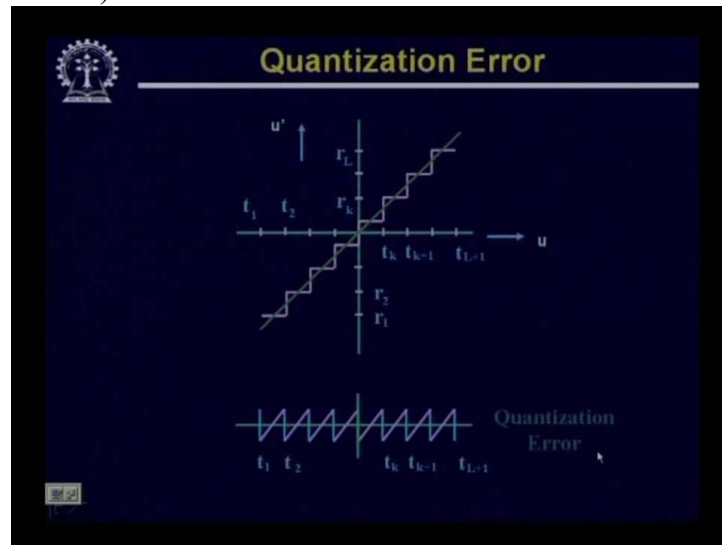 Quantization Error
u'
r_L
t_1 t_2 r_k
t_k t_k+1 t_L+1 u
r_2
r_1
Quantization
Error
t_1 t_2 t_k t_k+1 t_L+1